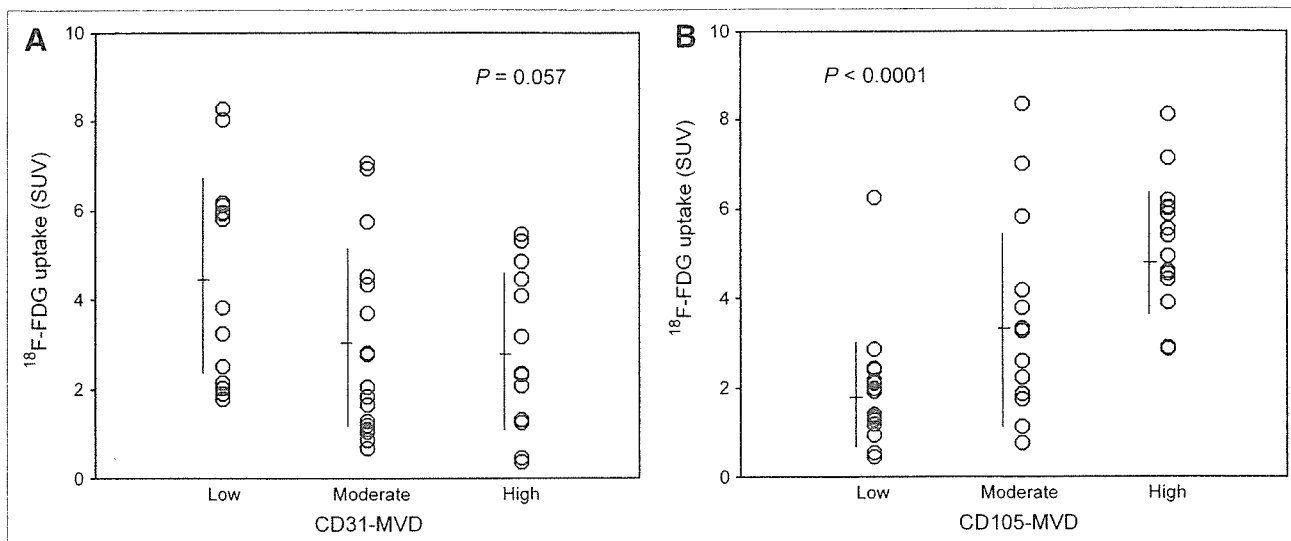 A
P = 0.057
10
8
6
4
2
0
¹⁸F-FDG uptake (SUV)
Low
Moderate
High
CD31-MVD
B
P < 0.0001
10
8
6
4
2
0
¹⁸F-FDG uptake (SUV)
Low
Moderate
High
CD105-MVD